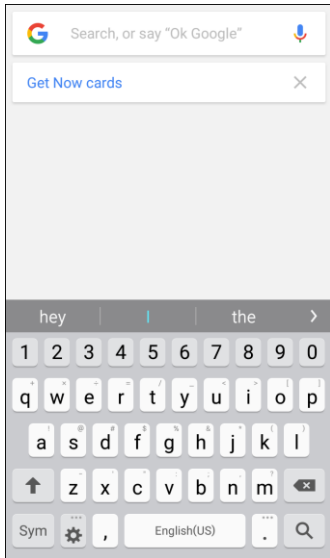 Search, or say “Ok Google”
Get Now cards
hey I the
1 2 3 4 5 6 7 8 9 0
q w e r t y u i o p
a s d f g h j k l
z x c v b n m
Sym , English(US) .